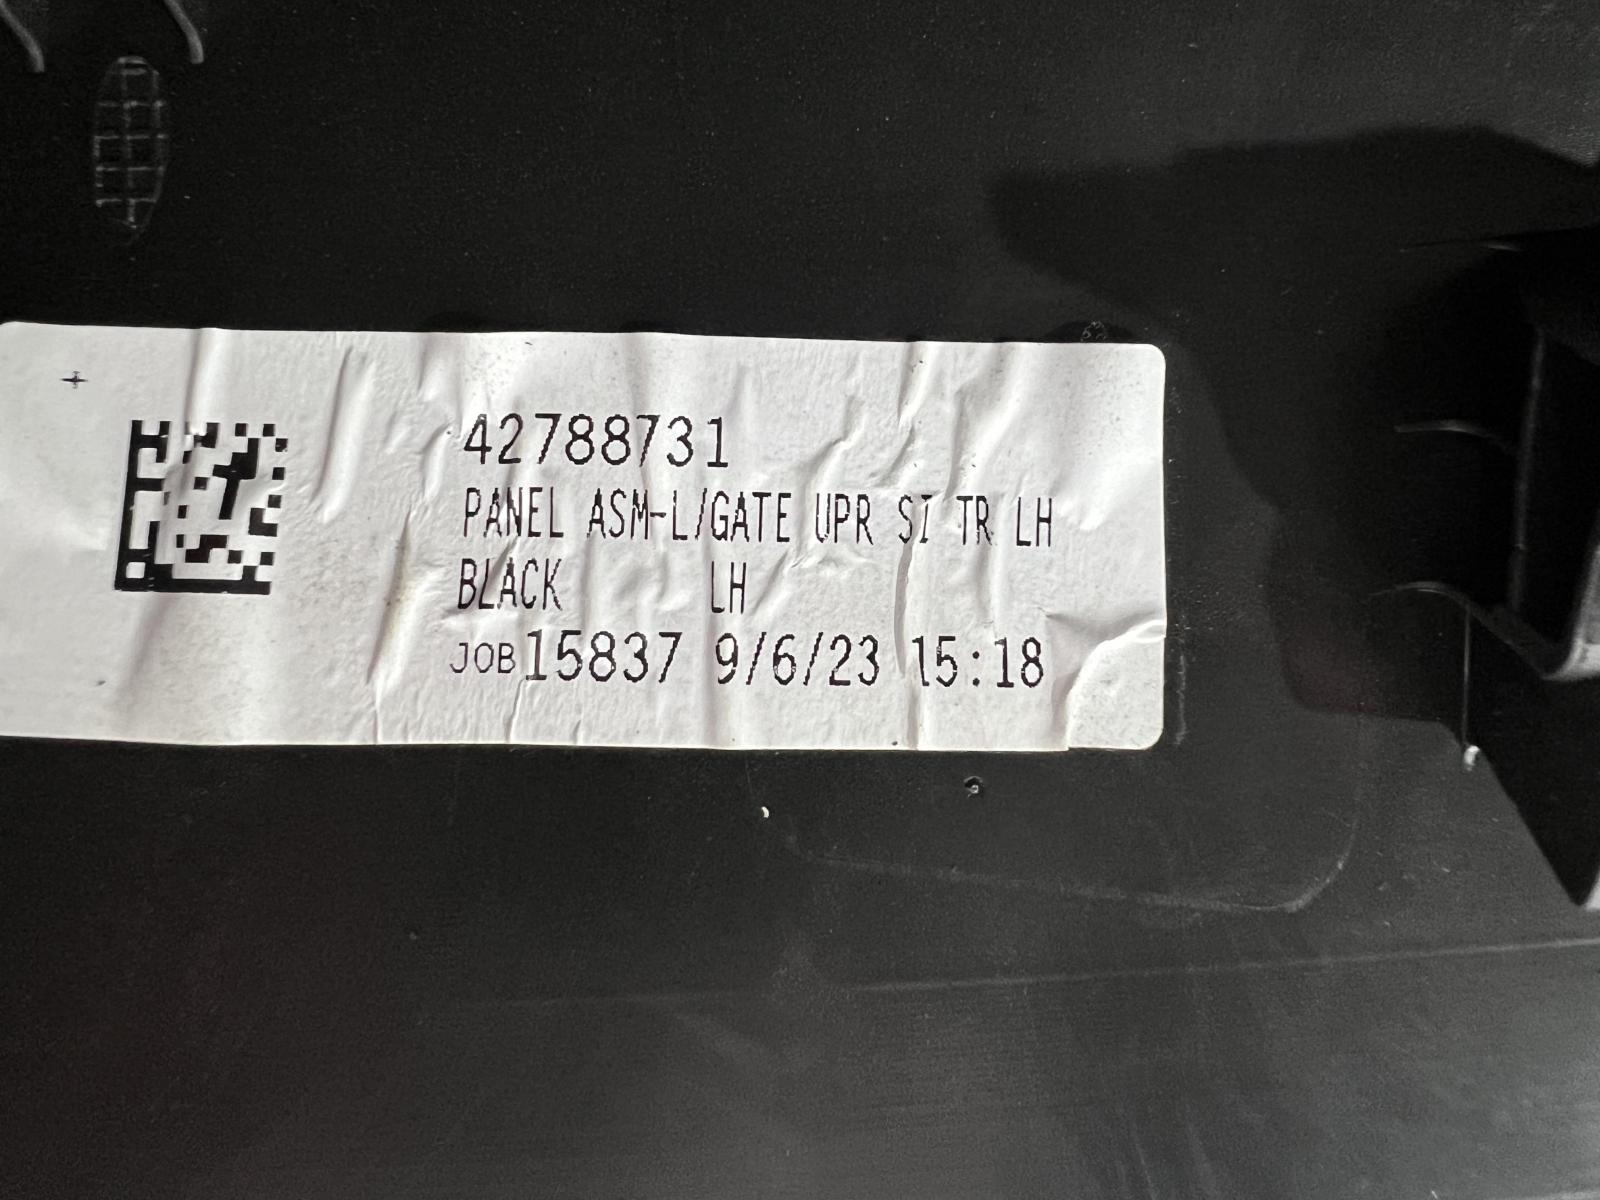 42788731
PANEL ASM-L/GATE UPR SI TR LH
BLACK LH
JOB 15837 9/6/23 15:18